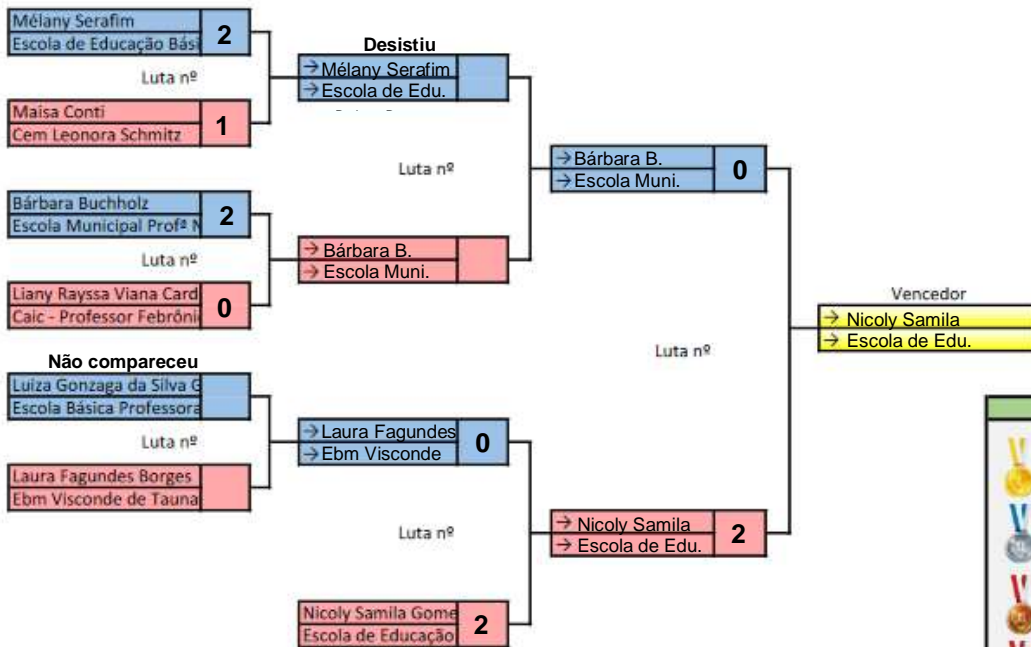 Mélany Serafim
Escola de Educação Bási
2
Luta nº
Maisa Conti
Cem Leonora Schmitz
1
Desistiu
→ Mélany Serafim
→ Escola de Edu.
Luta nº
Bárbara Buchholz
Escola Municipal Profª N
2
Luta nº
Liany Rayssa Viana Card
Caic - Professor Febrôni
0
→ Bárbara B.
→ Escola Muni.
→ Bárbara B.
→ Escola Muni.
0
Luta nº
Vencedor
→ Nicoly Samila
→ Escola de Edu.
Não compareceu
Luiza Gonzaga da Silva G
Escola Básica Professora
Luta nº
Laura Fagundes Borges
Ebm Visconde de Tauna
→ Laura Fagundes
→ Ebm Visconde
0
Luta nº
Nicoly Samila Gome
Escola de Educação
2
→ Nicoly Samila
→ Escola de Edu.
2